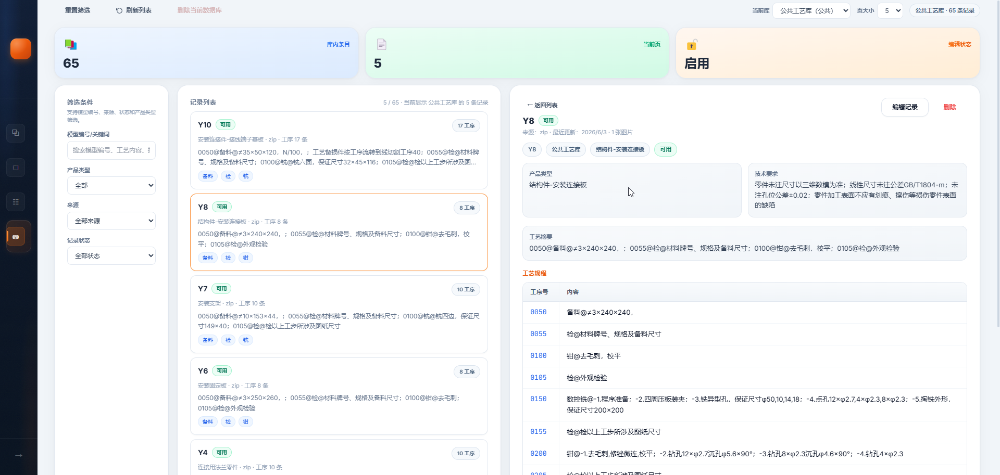 重置筛选
刷新列表
删除当前数据库
当前库
公共工艺库（公共）
页大小
5
公共工艺库 · 65 条记录
库内条目
65
当前页
5
编辑状态
启用
筛选条件
支持模型编号、来源、状态和产品类型
筛选。
模型编号/关键词
搜索模型编号、工艺内容、
产品类型
全部
来源
全部来源
记录状态
全部状态
记录列表
5 / 65 · 当前显示 公共工艺库 的 5 条记录
Y10 可用
17 工序
安装连接件-接线端子基板 · zip · 工序 17 条
0050@备料@≠35×50×120，N/100，；工艺备损件按工序流转到线切割工序40；0055@检@材料牌
号、规格及备料尺寸；0100@铣@铣六面，保证尺寸32×45×116；0105@检@检以上工步所涉及图...
备料 检 铣
Y8 可用
8 工序
结构件-安装连接板 · zip · 工序 8 条
0050@备料@≠3×240×240，；0055@检@材料牌号、规格及备料尺寸；0100@钳@去毛刺，校
平；0105@检@外观检验
备料 检 钳
Y7 可用
10 工序
安装支架 · zip · 工序 10 条
0050@备料@≠10×153×44，；0055@检@材料牌号、规格及备料尺寸；0100@铣@铣四边，保证尺
寸149×40；0105@检@检以上工步所涉及图纸尺寸
备料 检 铣
Y6 可用
8 工序
安装固定板 · zip · 工序 8 条
0050@备料@≠3×250×260，；0055@检@材料牌号、规格及备料尺寸；0100@钳@去毛刺；
0105@检@外观检验
备料 检 钳
Y4 可用
10 工序
连接用法兰零件 · zip · 工序 10 条
←返回列表
编辑记录
删除
Y8 可用
来源：zip · 最近更新：2026/6/3 · 1 张图片
Y8 公共工艺库 结构件-安装连接板 可用
产品类型
结构件-安装连接板
技术要求
零件未注尺寸以三维数模为准；线性尺寸未注公差GB/T1804-m；未
注孔位公差±0.02；零件加工表面不应有划痕、擦伤等损伤零件表面
的缺陷
工艺摘要
0050@备料@≠3×240×240，；0055@检@材料牌号、规格及备料尺寸；0100@钳@去毛刺，校平；0105@检@外观检验
工艺规程
工序号 内容
0050 备料@≠3×240×240，
0055 检@材料牌号、规格及备料尺寸
0100 钳@去毛刺，校平
0105 检@外观检验
0150 数控铣@-1.程序准备；-2.四周压板装夹；-3.铣异型孔，保证尺寸φ50,10,14,18；-4.点孔12×φ2.7,4×φ2.3,8×φ2.3；-5.掏铣外形，
保证尺寸200×200
0155 检@检以上工步所涉及图纸尺寸
0200 钳@-1.去毛刺,修锉微连,校平；-2.钻孔12×φ2.7沉孔φ5.6×90°；-3.钻孔8×φ2.3沉孔φ4.6×90°；-4.钻孔4×φ2.3
0205 检@检以上工步所涉及图纸尺寸
→